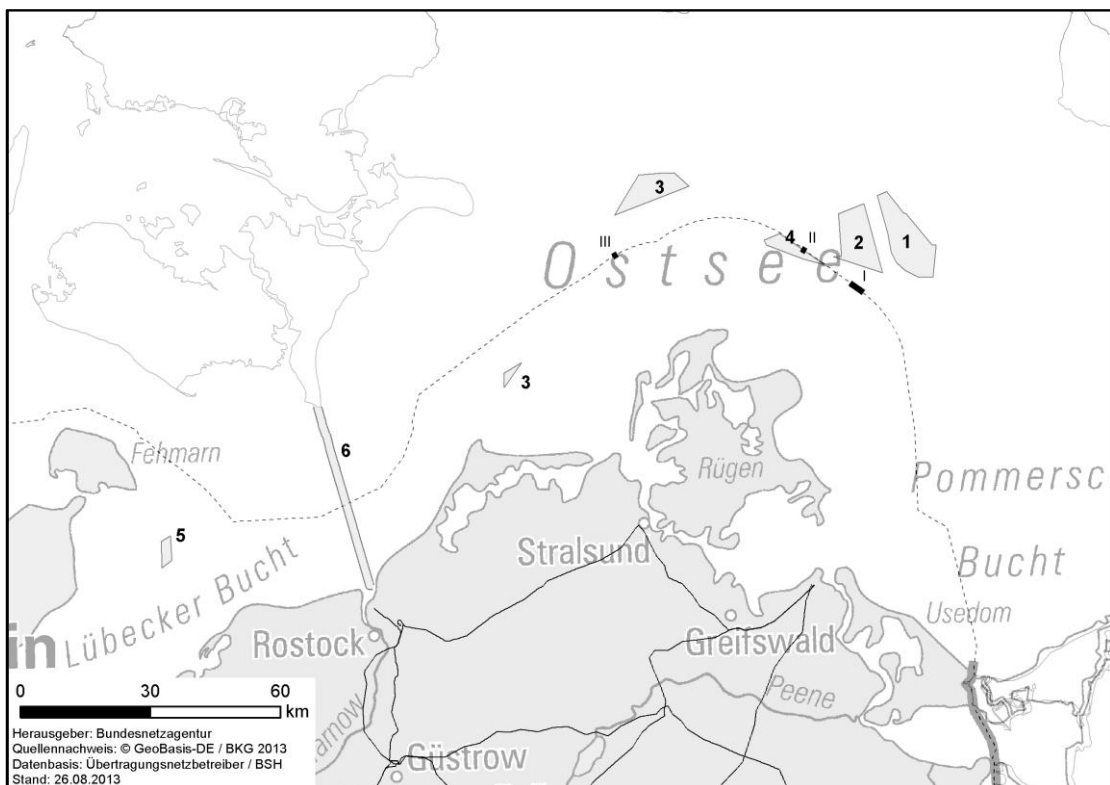 3
III
4
II
2
1
I
Ostsee
3
6
Fehmarn
Rügen
Pommersc
5
Stralsund
Bucht
Lübecker Bucht
Usedom
in
Rostock
Greifswald
Peene
0 30 60
km
arnow
Güstrow
Herausgeber: Bundesnetzagentur
Quellennachweis: © GeoBasis-DE / BKG 2013
Datenbasis: Übertragungsnetzbetreiber / BSH
Stand: 26.08.2013